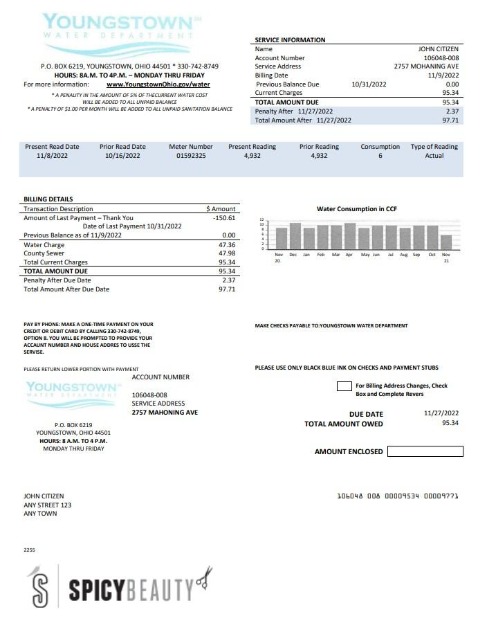 YOUNGSTOWN™
WATER DEPARTMENT
P.O. BOX 6219, YOUNGSTOWN, OHIO 44501 * 330-742-8749
HOURS: 8A.M. TO 4P.M. – MONDAY THRU FRIDAY
For more information: www.YoungstownOhio.gov/water
* A PENALITY IN THE AMOUNT OF 5% OF THECURRENT WATER COST
WILL BE ADDED TO ALL UNPAID BALANCE
* A PENALTY OF $1.00 PER MONTH WILL BE ADDED TO ALL UNPAID SANITATION BALANCE
SERVICE INFORMATION
Name JOHN CITIZEN
Account Number 106048-008
Service Address 2757 MOHANING AVE
Billing Date 11/9/2022
Previous Balance Due 10/31/2022 0.00
Current Charges 95.34
TOTAL AMOUNT DUE 95.34
Penalty After 11/27/2022 2.37
Total Amount After 11/27/2022 97.71
Present Read Date Prior Read Date Meter Number Present Reading Prior Reading Consumption Type of Reading
11/8/2022 10/16/2022 01592325 4,932 4,932 6 Actual
BILLING DETAILS
Transaction Description $ Amount
Amount of Last Payment – Thank You -150.61
Date of Last Payment 10/31/2022
Previous Balance as of 11/9/2022 0.00
Water Charge 47.36
County Sewer 47.98
Total Current Charges 95.34
TOTAL AMOUNT DUE 95.34
Penalty After Due Date 2.37
Total Amount After Due Date 97.71
Water Consumption in CCF
12
10
8
6
4
2
0
Nov Dec Jan Feb Mar Apr May Jun Jul Aug Sep Oct Nov
20. 21
PAY BY PHONE: MAKE A ONE-TIME PAYMENT ON YOUR
CREDIT OR DEBIT CARD BY CALLING 330-742-8749,
OPTION 8. YOU WILL BE PROMPTED TO PROVIDE YOUR
ACCAUNT NUMBER AND HOUSE ADDRES TO USSE THE
SERVISE.
MAKE CHECKS PAYABLE TO:YOUNGSTOWN WATER DEPARTMENT
PLEASE RETURN LOWER PORTION WITH PAYMENT
PLEASE USE ONLY BLACK BLUE INK ON CHECKS AND PAYMENT STUBS
YOUNGSTOWN™
WATER DEPARTMENT
P.O. BOX 6219
YOUNGSTOWN, OHIO 44501
HOURS: 8 A.M. TO 4 P.M.
MONDAY THRU FRIDAY
ACCOUNT NUMBER
106048-008
SERVICE ADDRESS
2757 MAHONING AVE
For Billing Address Changes, Check
Box and Complete Revers
DUE DATE 11/27/2022
TOTAL AMOUNT OWED 95.34
AMOUNT ENCLOSED
JOHN CITIZEN
ANY STREET 123
ANY TOWN
106048 008 00009534 00009771
2255
SPICYBEAUTY